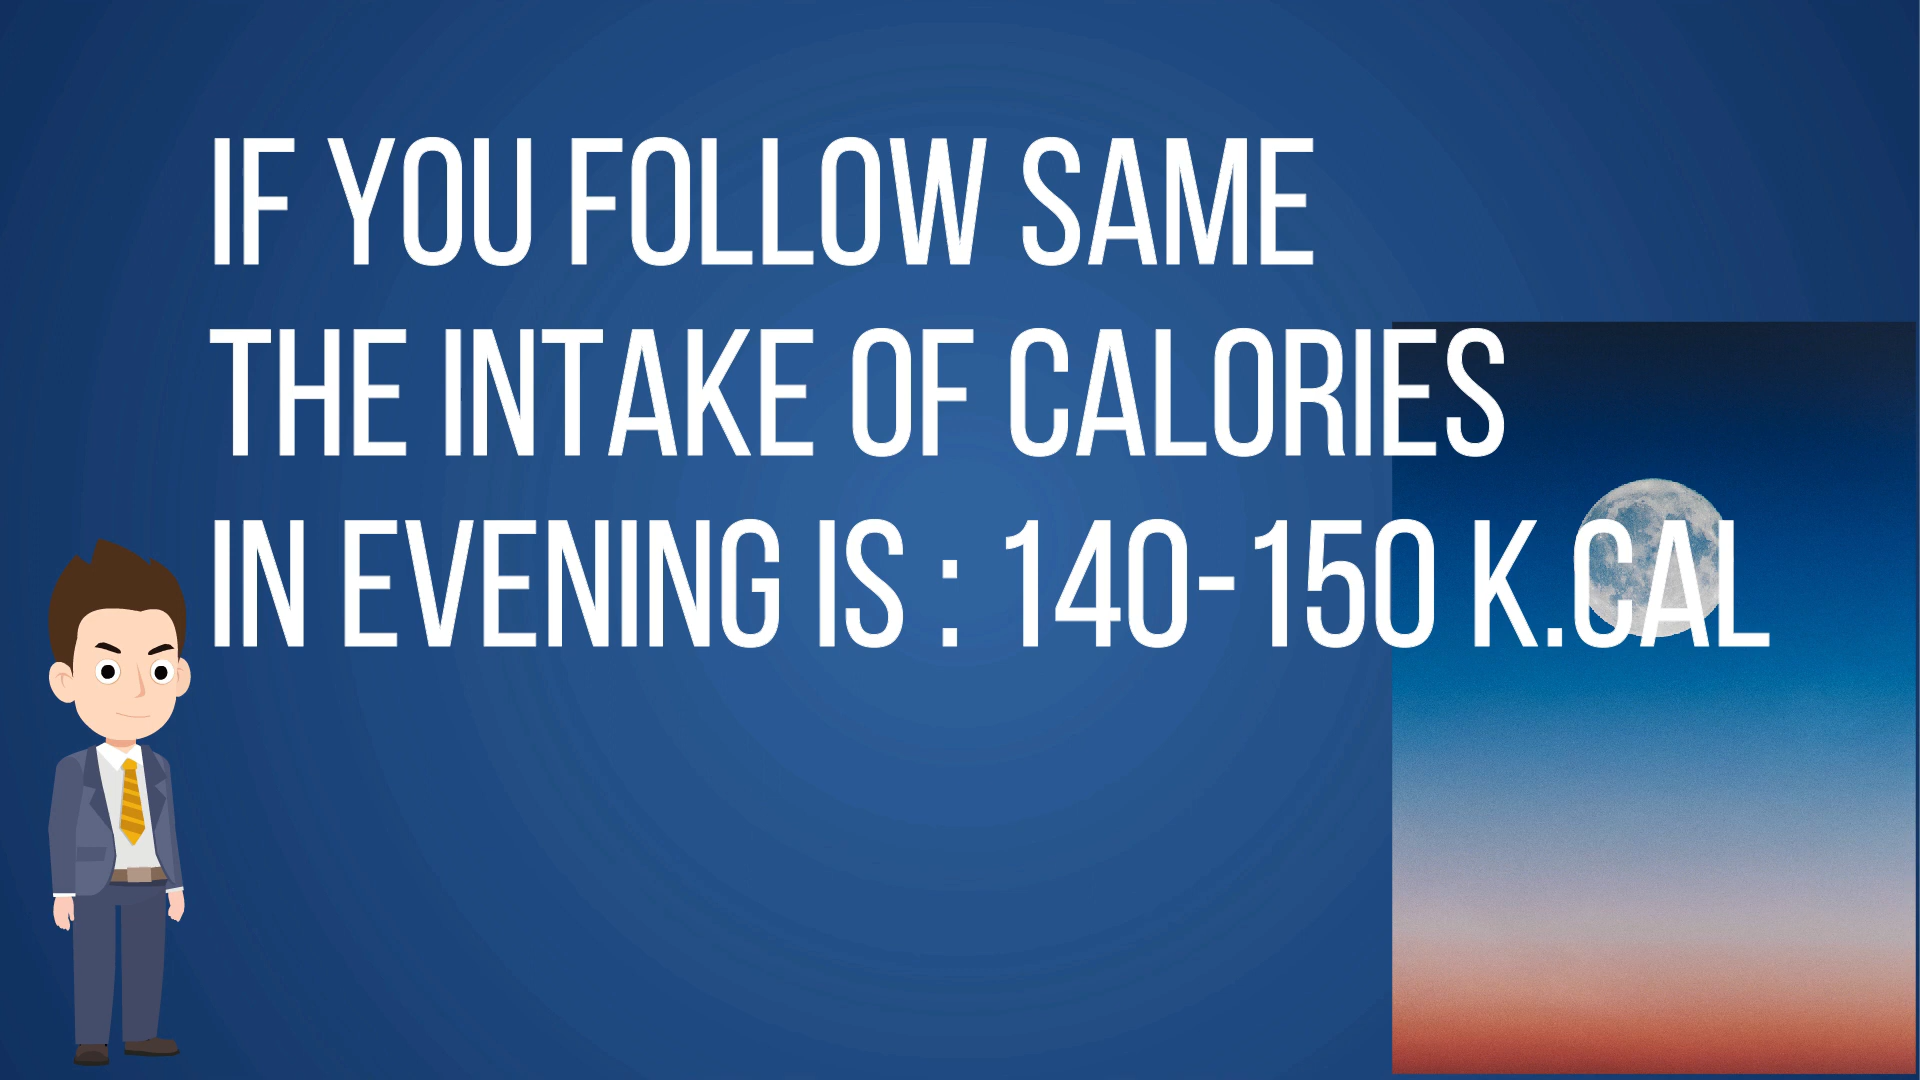 IF YOU FOLLOW SAME
THE INTAKE OF CALORIES
IN EVENING IS : 140-150 K.CAL